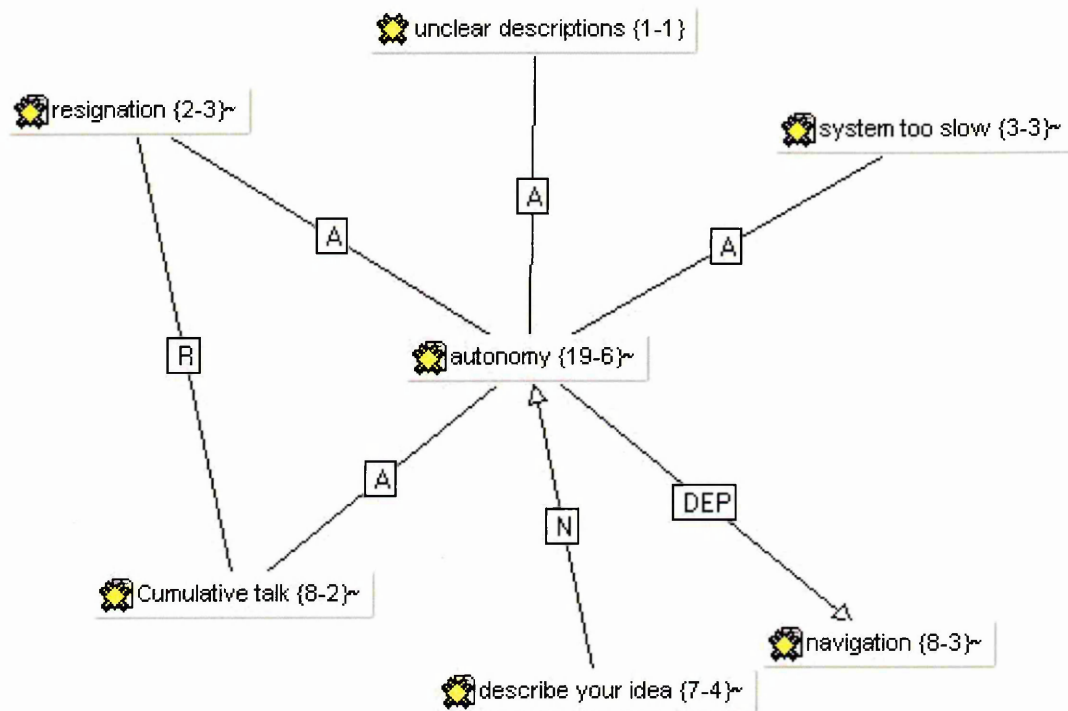 unclear descriptions {1-1}
resignation {2-3}~
system too slow {3-3}~
A
A
A
autonomy {19-6}~
R
A
DEP
N
Cumulative talk {8-2}~
navigation {8-3}~
describe your idea {7-4}~